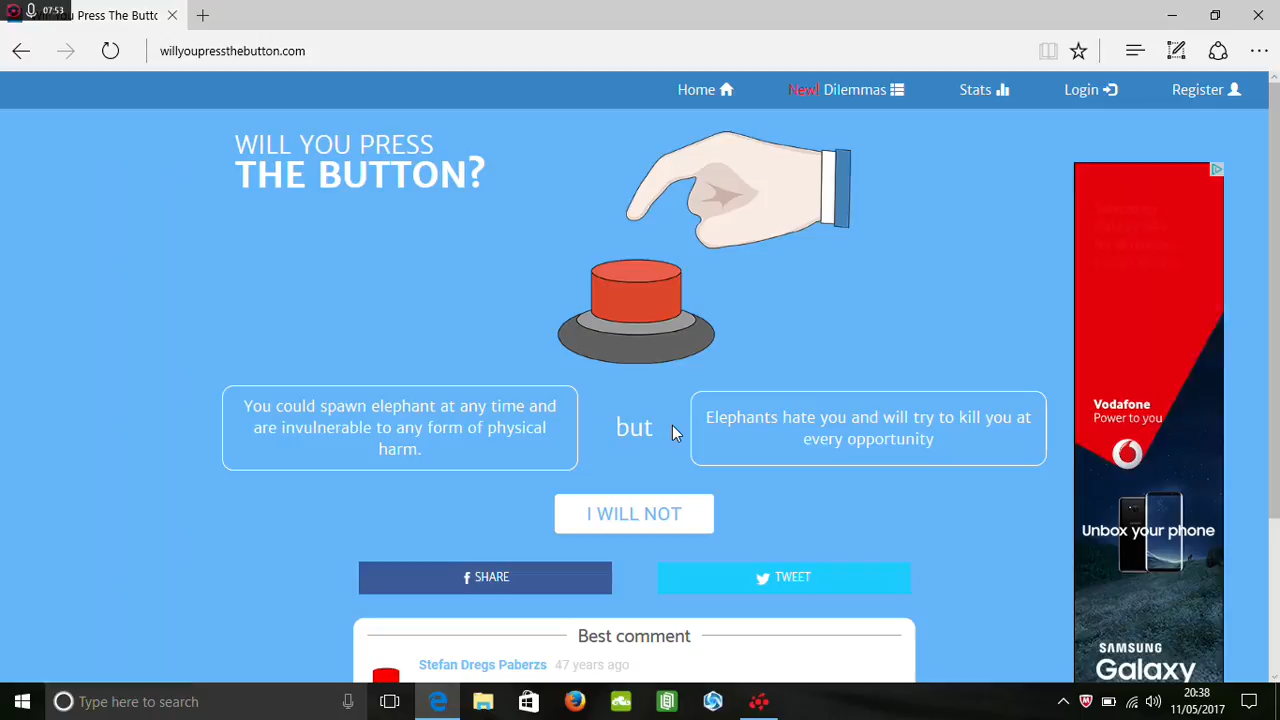 07:53
Will You Press The Butto
willyoupressthebutton.com
Home
New! Dilemmas
Stats
Login
Register
WILL YOU PRESS
THE BUTTON?
You could spawn elephant at any time and
are invulnerable to any form of physical
harm.
but
Elephants hate you and will try to kill you at
every opportunity
I WILL NOT
f SHARE
TWEET
Best comment
Stefan Dregs Paberzs 47 years ago
Vodafone
Power to you
Unbox your phone
SAMSUNG
Galaxy
Type here to search
20:38
11/05/2017